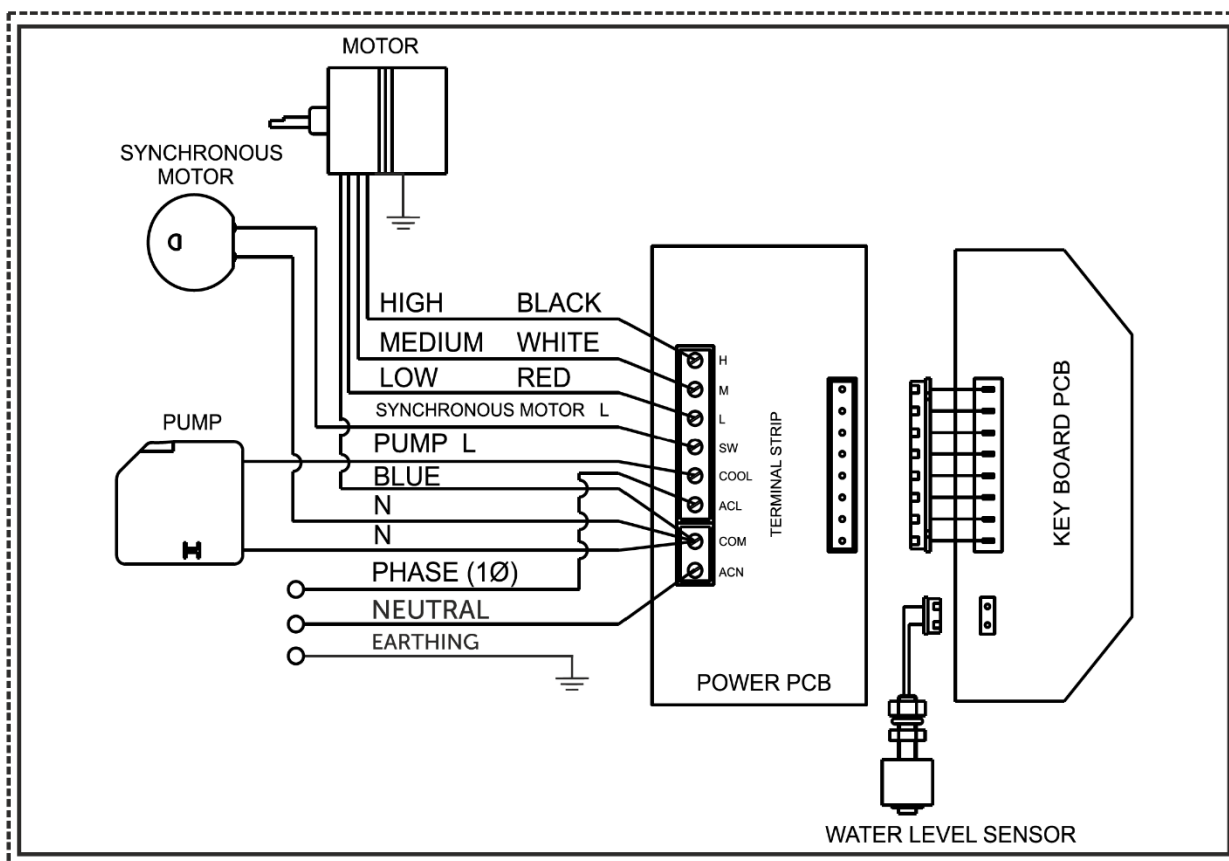 MOTOR
SYNCHRONOUS
MOTOR
HIGH BLACK
MEDIUM WHITE
LOW RED
SYNCHRONOUS MOTOR L
PUMP
PUMP L
BLUE
N
N
PHASE (1Ø)
NEUTRAL
EARTHING
H
M
L
SW
COOL
ACL
COM
ACN
TERMINAL STRIP
POWER PCB
KEY BOARD PCB
WATER LEVEL SENSOR